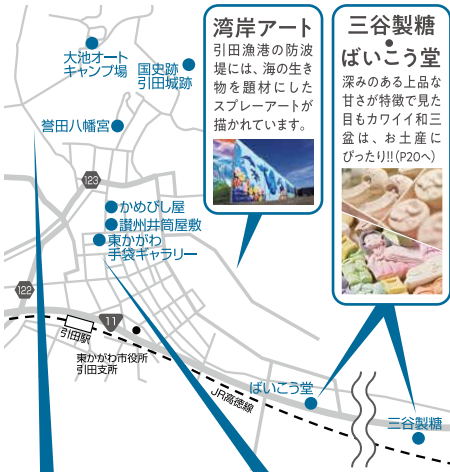 大池オート
キャンプ場
国史跡
引田城跡
誉田八幡宮
湾岸アート
引田漁港の防波
堤には、海の生き
物を題材にした
スプレーアートが
描かれています。
三谷製糖
・
ばいこう堂
深みのある上品な
甘さが特徴で見た
目もカワイイ和三
盆は、お土産に
ぴったり!!(P20へ)
123
かめびし屋
讃州井筒屋敷
東かがわ
手袋ギャラリー
122
11
引田駅
東かがわ市役所
引田支所
JR高徳線
ばいこう堂
三谷製糖